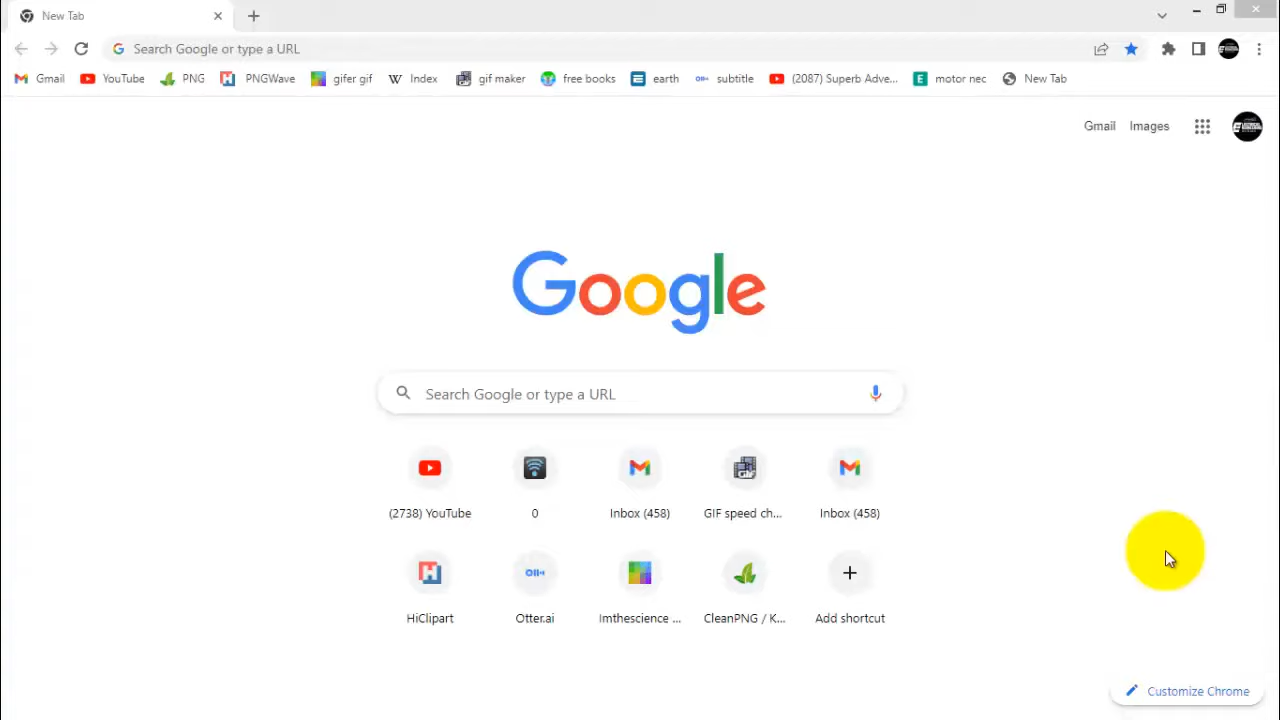 New Tab
Search Google or type a URL
Gmail YouTube PNG PNGWave gifer gif Index gif maker free books earth subtitle (2087) Superb Adve... motor nec New Tab
Gmail Images
Google
Search Google or type a URL
(2738) YouTube 0 Inbox (458) GIF speed ch... Inbox (458)
HiClipart Otter.ai Imthescience ... CleanPNG / K... Add shortcut
Customize Chrome